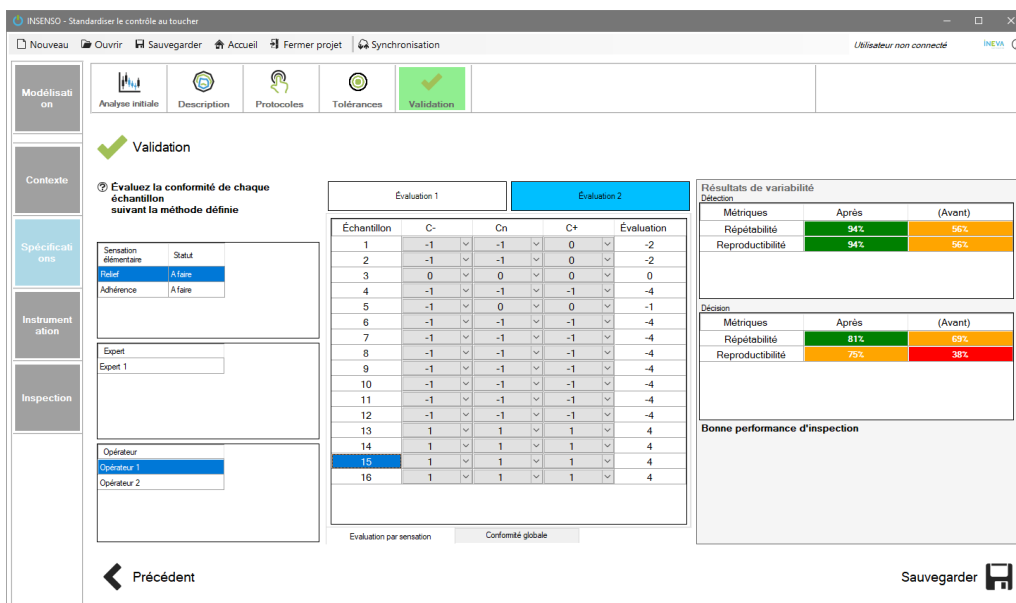 INSENSO - Standardiser le contrôle au toucher
Nouveau Ouvrir Sauvegarder Accueil Fermer projet Synchronisation Utilisateur non connecté INEVA
Modélisati
on
Contexte
Spécificati
ons
Instrument
ation
Inspection
Analyse initiale Description Protocoles Tolérances Validation
Validation
Évaluez la conformité de chaque
échantillon
suivant la méthode définie
Sensation
élémentaire Statut
Relief A faire
Adhérence A faire
Expert
Expert 1
Opérateur
Opérateur 1
Opérateur 2
Évaluation 1 Évaluation 2
Échantillon C- Cn C+ Évaluation
1 -1 -1 0 -2
2 -1 -1 0 -2
3 0 0 0 0
4 -1 -1 -1 -4
5 -1 0 0 -1
6 -1 -1 -1 -4
7 -1 -1 -1 -4
8 -1 -1 -1 -4
9 -1 -1 -1 -4
10 -1 -1 -1 -4
11 -1 -1 -1 -4
12 -1 -1 -1 -4
13 1 1 1 4
14 1 1 1 4
15 1 1 1 4
16 1 1 1 4
Evaluation par sensation Conformité globale
Résultats de variabilité
Détection
Métriques Après (Avant)
Répétabilité 94% 56%
Reproductibilité 94% 56%
Décision
Métriques Après (Avant)
Répétabilité 81% 69%
Reproductibilité 75% 38%
Bonne performance d'inspection
Précédent
Sauvegarder